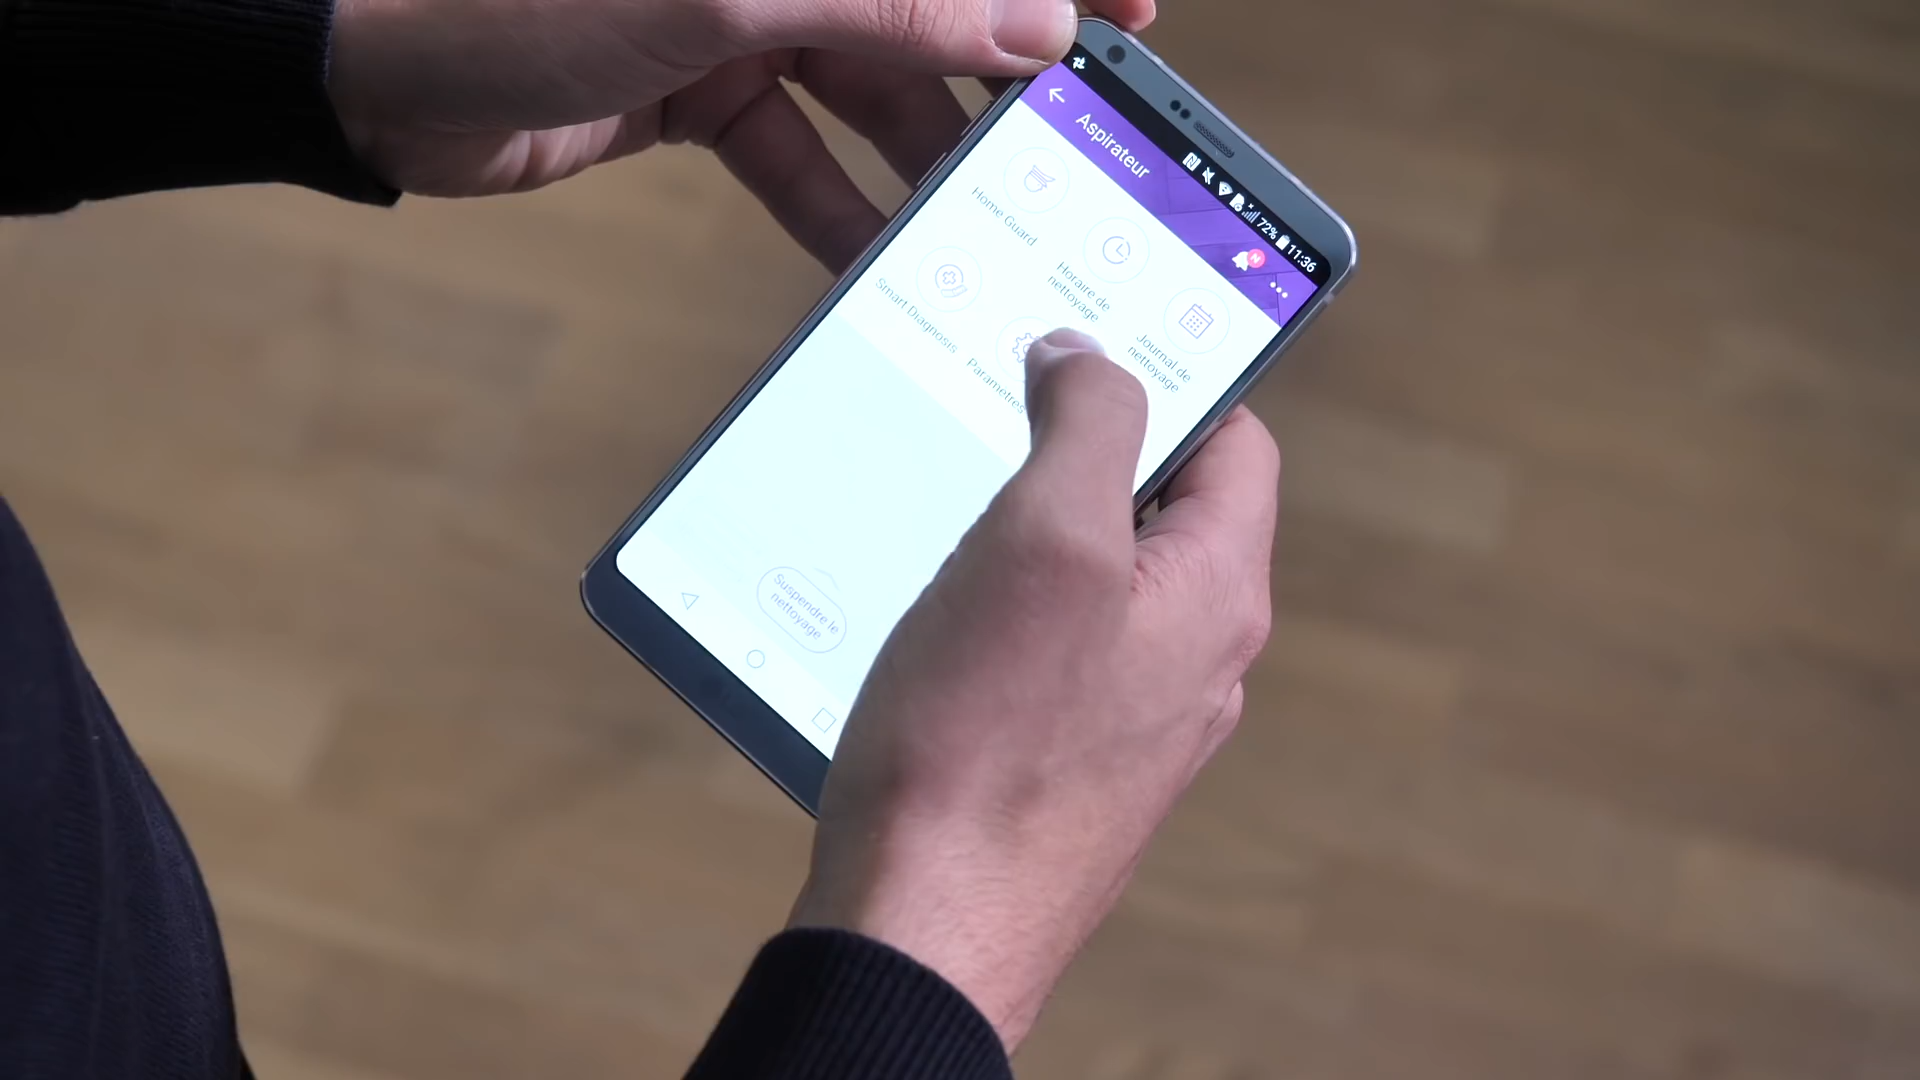 72% 11:36
Aspirateur
N
Home Guard
Horaire de
nettoyage
Journal de
nettoyage
Smart Diagnosis
Paramètres
Suspendre le
nettoyage